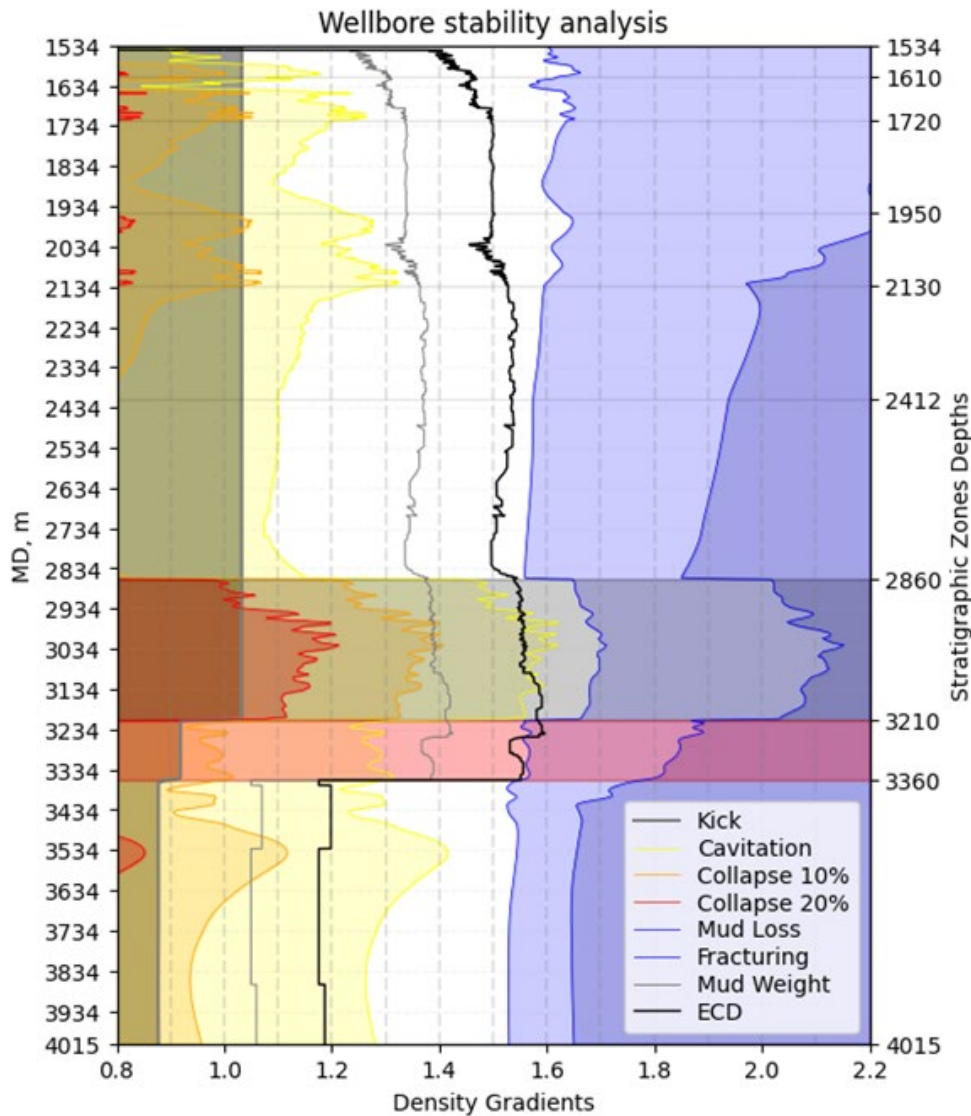 Wellbore stability analysis
1534
1634
1734
1834
1934
2034
2134
2234
2334
2434
2534
2634
2734
2834
2934
3034
3134
3234
3334
3434
3534
3634
3734
3834
3934
4015
MD, m
1534
1610
1720
1950
2130
2412
2860
3210
3360
4015
Stratigraphic Zones Depths
Kick
Cavitation
Collapse 10%
Collapse 20%
Mud Loss
Fracturing
Mud Weight
ECD
0.8 1.0 1.2 1.4 1.6 1.8 2.0 2.2
Density Gradients